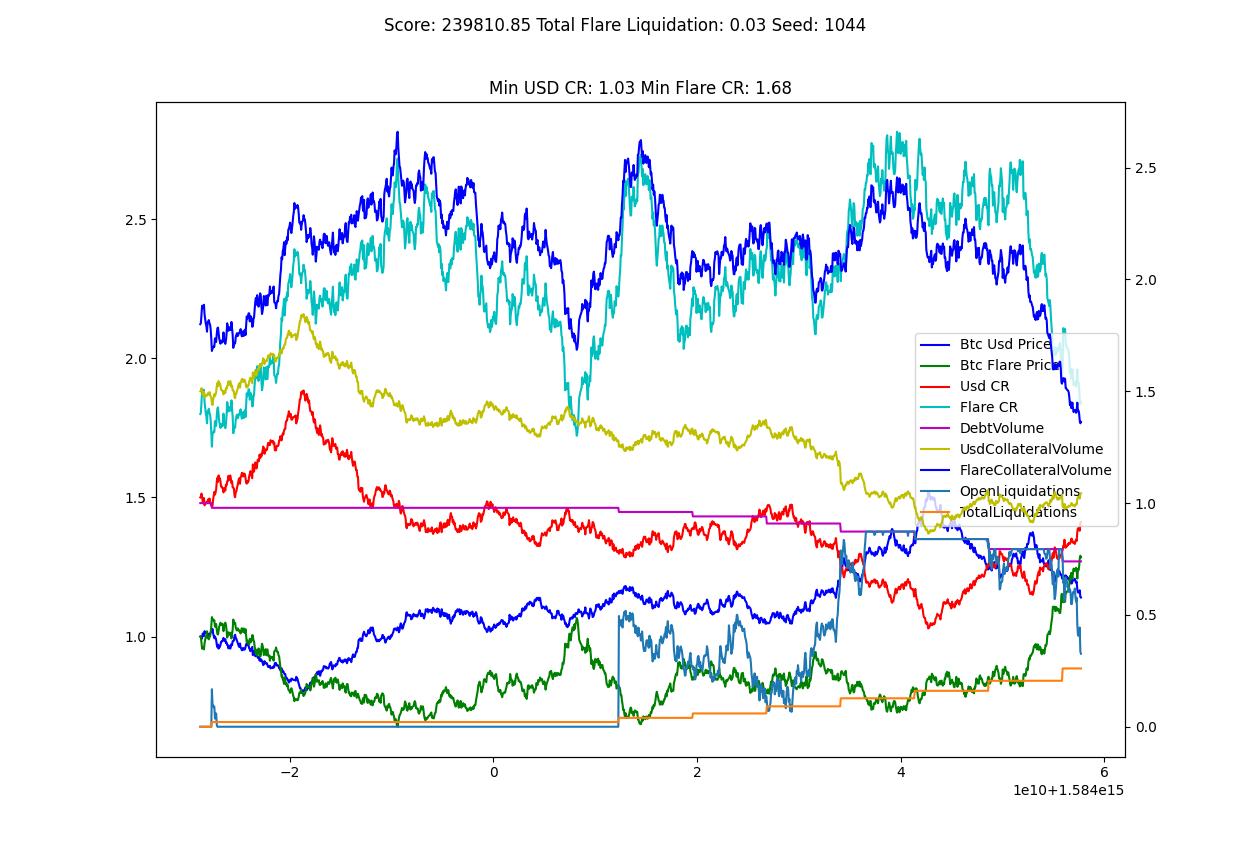 Score: 239810.85 Total Flare Liquidation: 0.03 Seed: 1044
Min USD CR: 1.03 Min Flare CR: 1.68
2.5
2.0
1.5
1.0
2.5
2.0
1.5
1.0
0.5
0.0
Btc Usd Price
Btc Flare Price
Usd CR
Flare CR
DebtVolume
UsdCollateralVolume
FlareCollateralVolume
OpenLiquidations
TotalLiquidations
−2 0 2 4 6
1e10+1.584e15